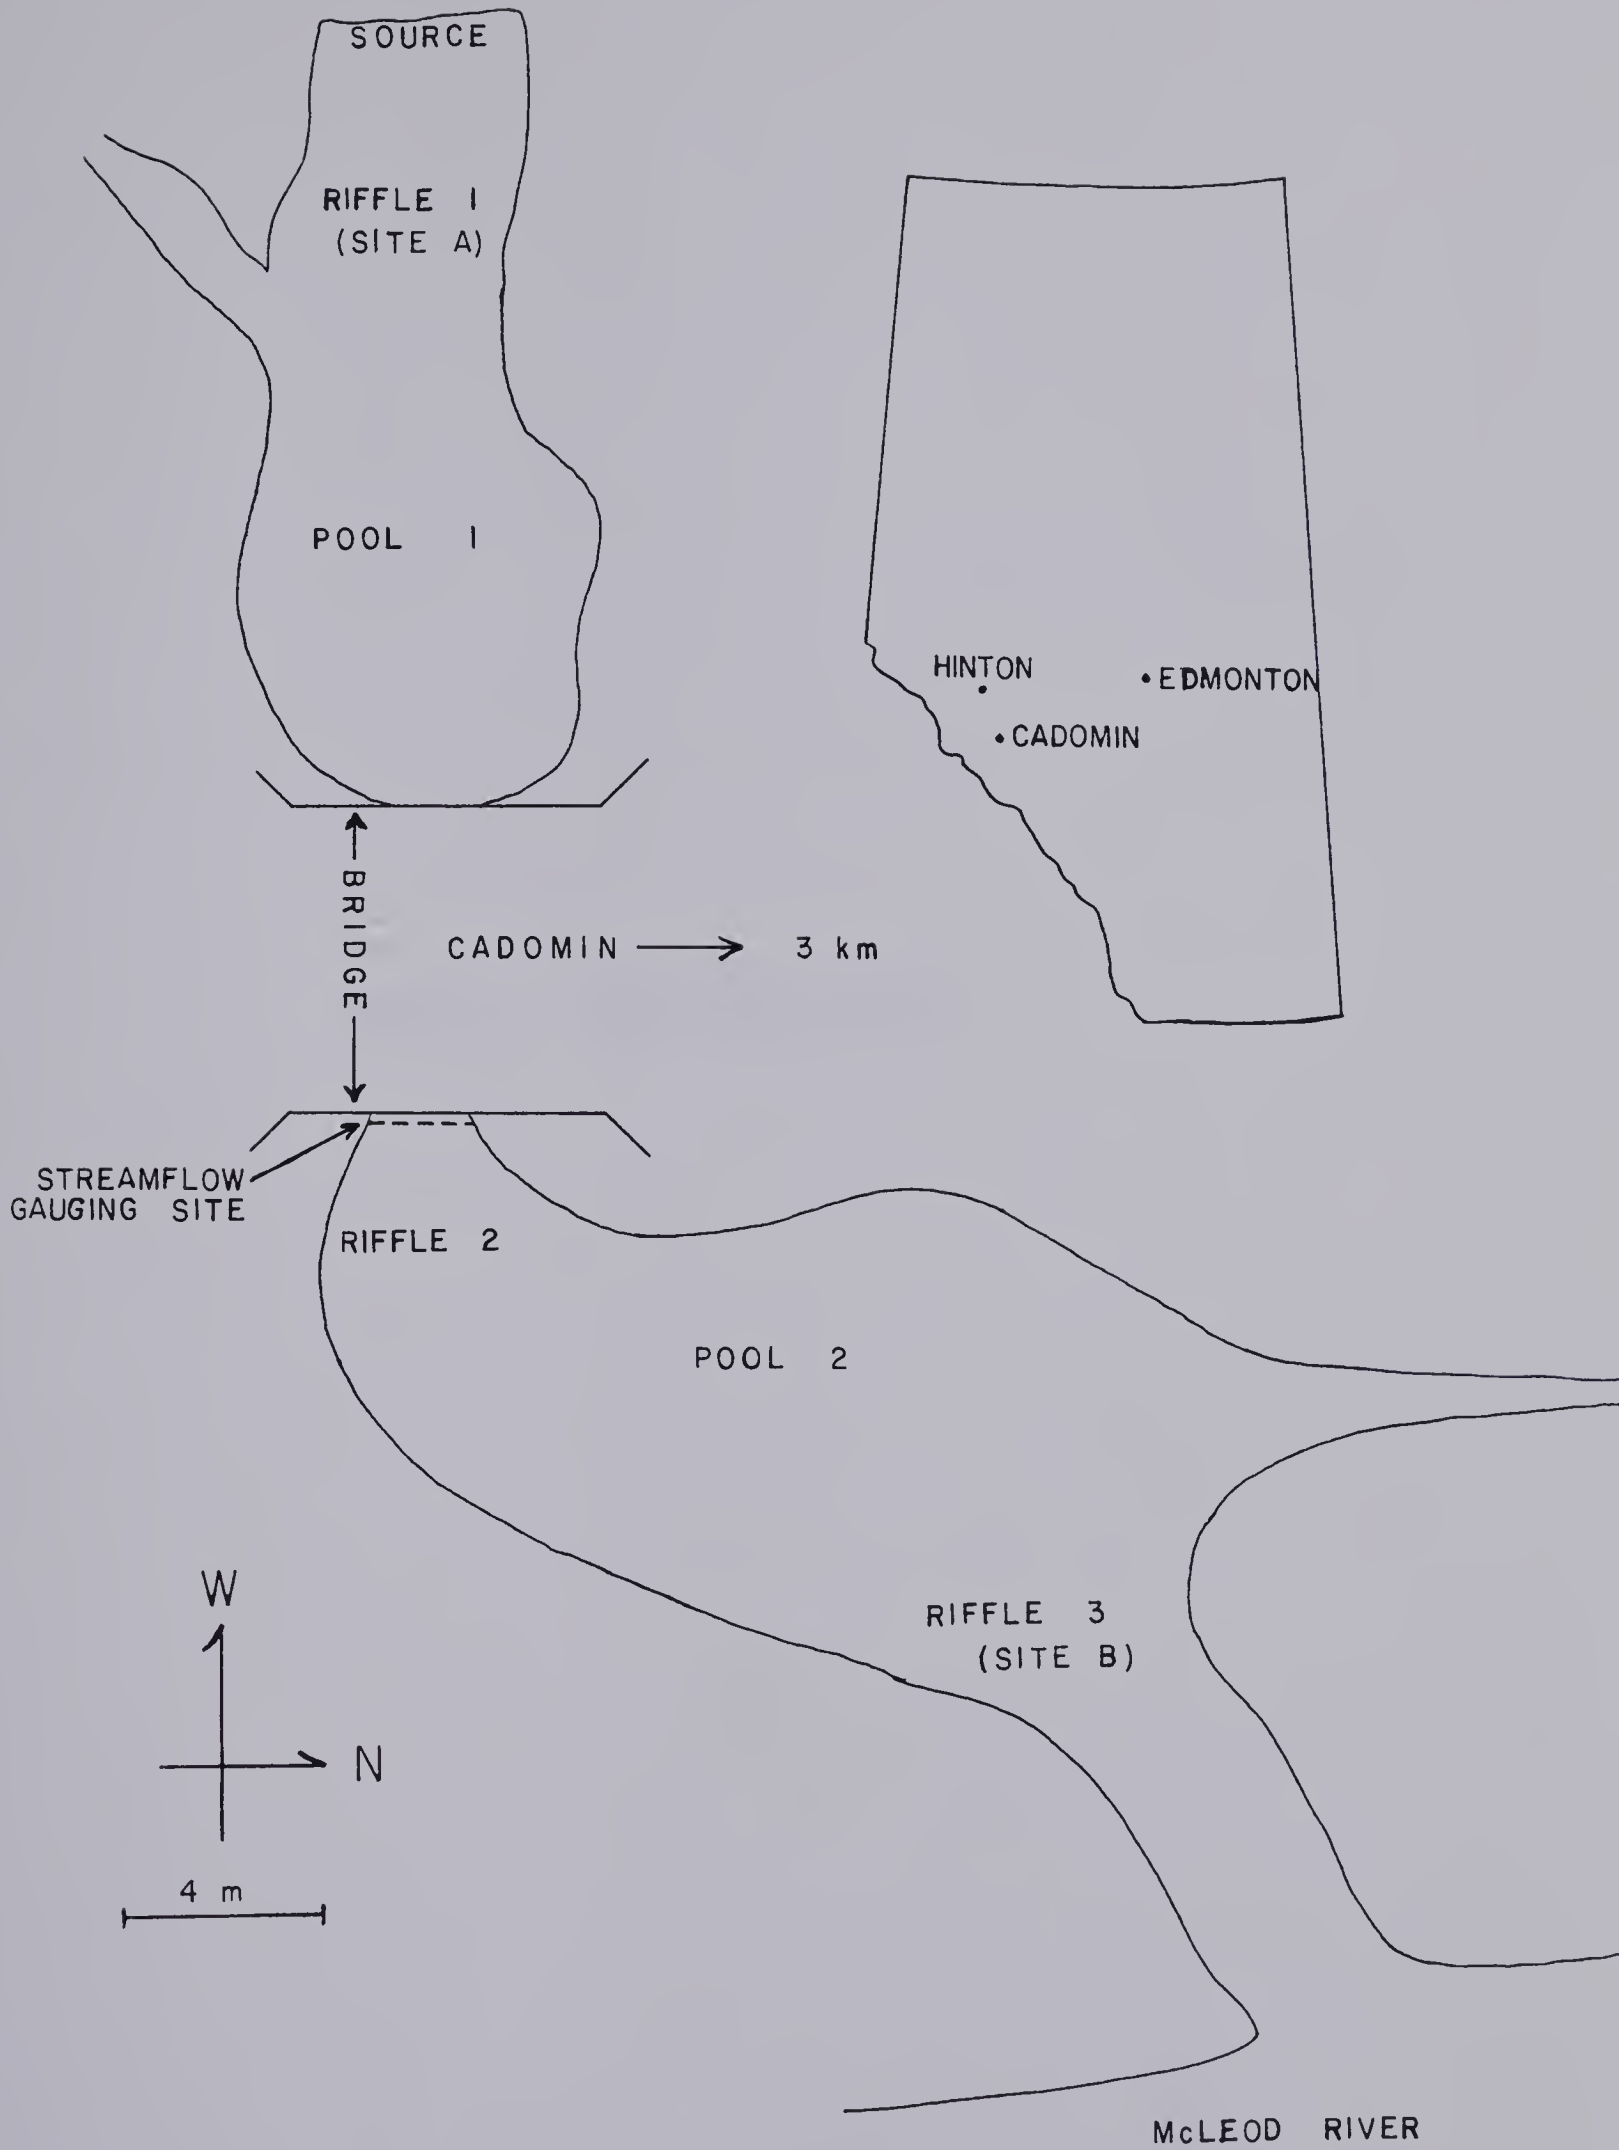 SOURCE
RIFFLE 1
(SITE A)
POOL 1
HINTON
EDMONTON
CADOMIN
BRIDGE
CADOMIN 3 km
STREAMFLOW
GAUGING SITE
RIFFLE 2
POOL 2
RIFFLE 3
(SITE B)
W
N
4 m
McLEOD RIVER